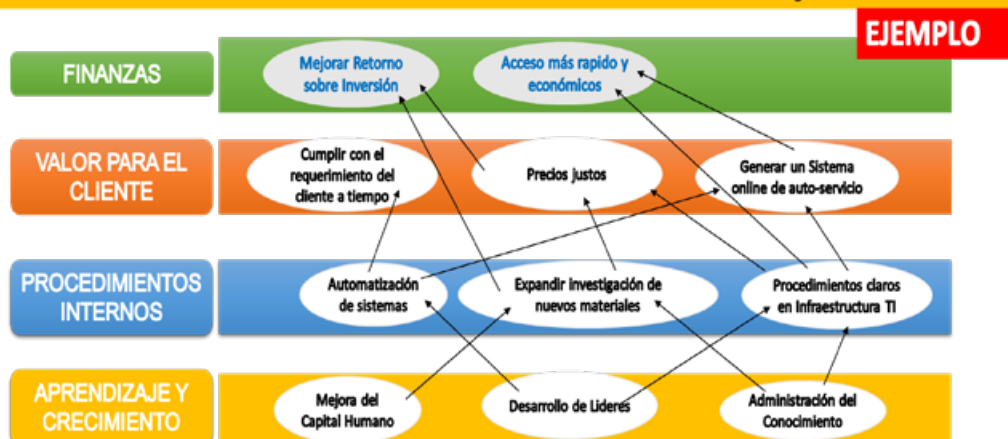 EJEMPLO
FINANZAS
Mejorar Retorno
sobre Inversión
Acceso más rapido y
económicos
VALOR PARA EL
CLIENTE
Cumplir con el
requerimiento del
cliente a tiempo
Precios justos
Generar un Sistema
online de auto-servicio
PROCEDIMIENTOS
INTERNOS
Automatización
de sistemas
Expandir investigación de
nuevos materiales
Procedimientos claros
en Infraestructura TI
APRENDIZAJE Y
CRECIMIENTO
Mejora del
Capital Humano
Desarrollo de Lideres
Administración del
Conocimiento